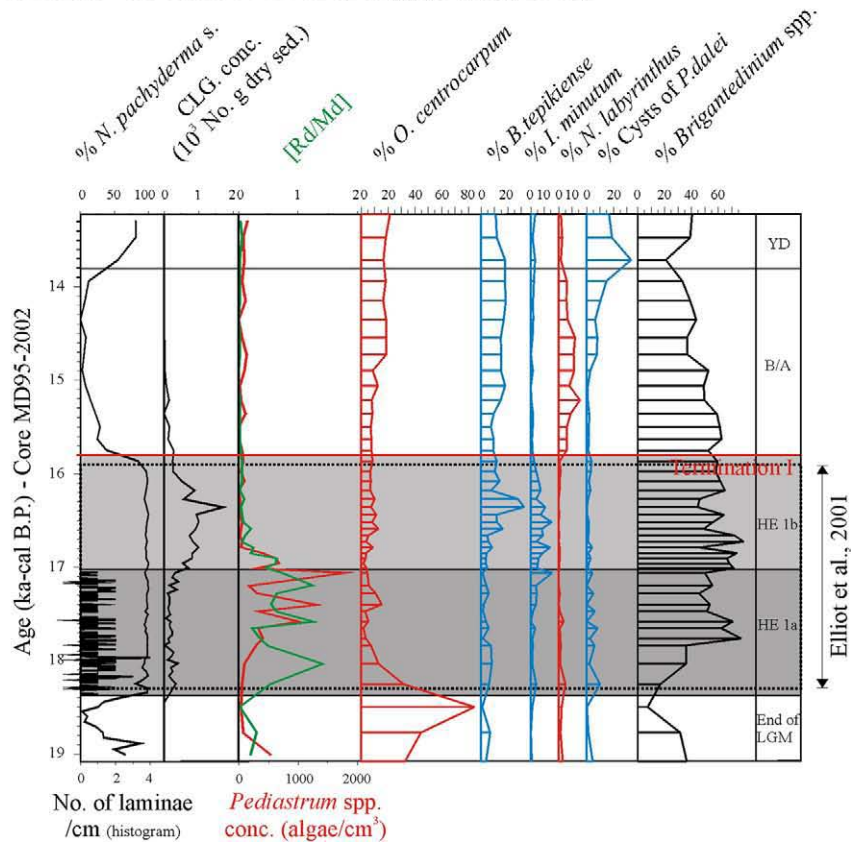 % N. pachyderma s.
CLG. conc.
(10³ No. g dry sed.)
[Rd/Md]
% O. centrocarpum
% B.tepikiense
% I. minutum
% N. labyrinthus
% Cysts of P.dalei
% Brigantedinium spp.
0 50 100 0 1 20 1 20 20 40 60 80 0 20 0 10 0 10 0 20 0 20 40 60
Age (ka-cal B.P.) - Core MD95-2002
14
15
16
17
18
19
YD
B/A
Termination I
HE 1b
HE 1a
End of
LGM
Elliot et al., 2001
0 2 4 0 1000 2000
No. of laminae
/cm (histogram)
Pediastrum spp.
conc. (algae/cm³)